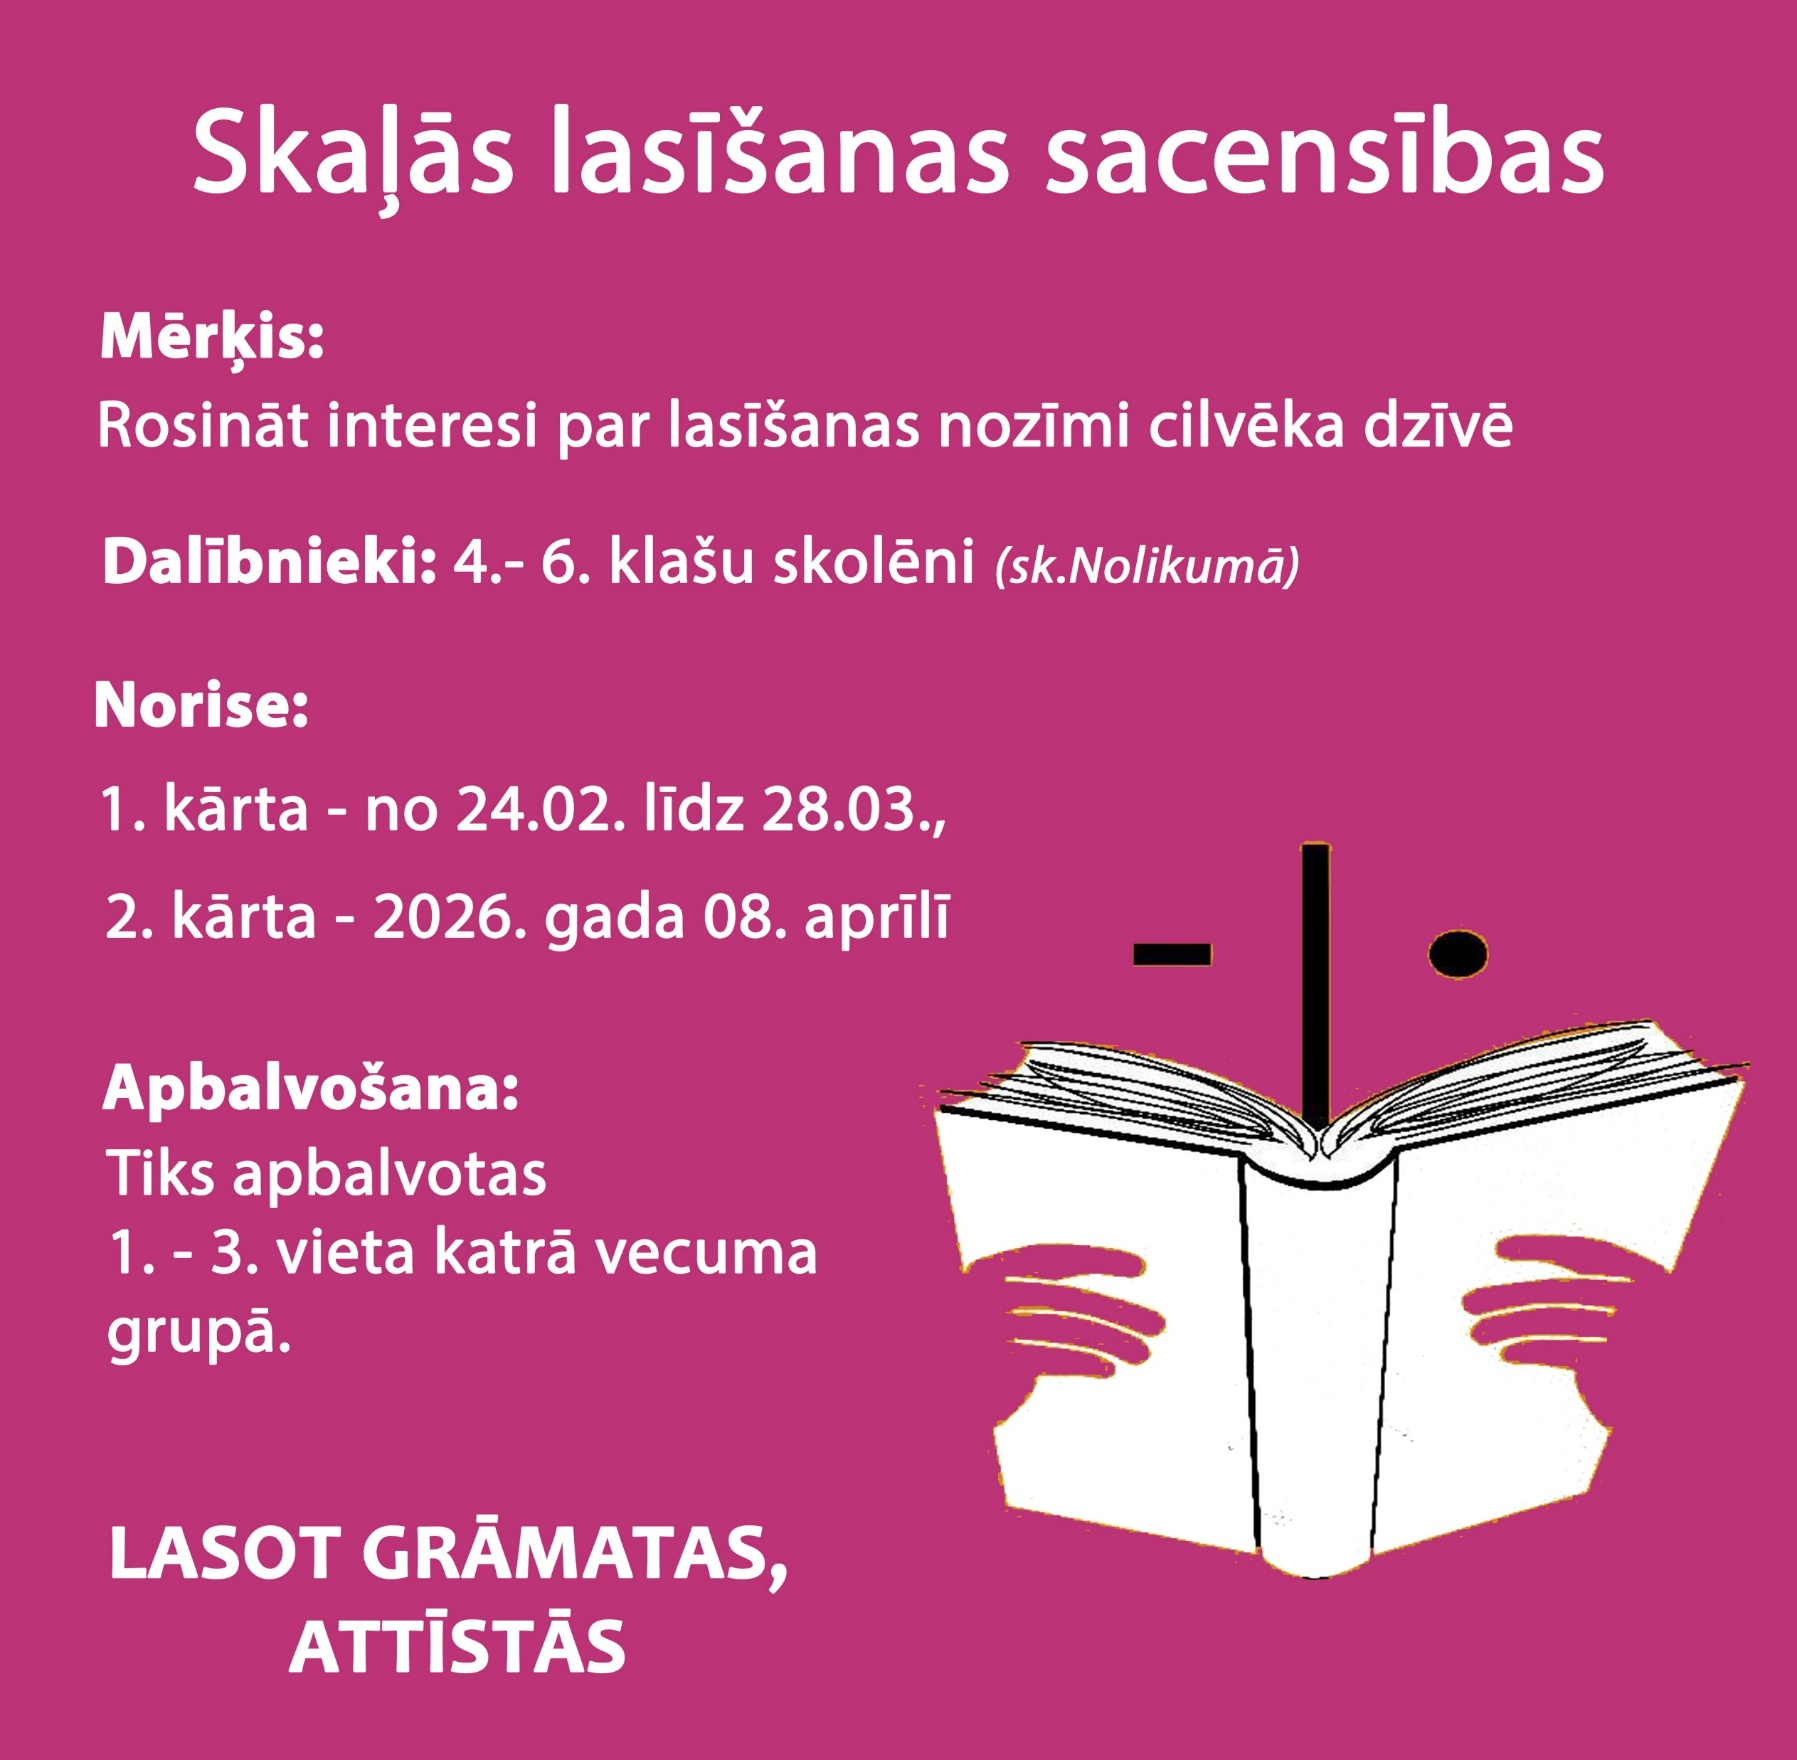 Skaļās lasīšanas sacensības
Mērķis:
Rosināt interesi par lasīšanas nozīmi cilvēka dzīvē
Dalībnieki: 4.- 6. klašu skolēni (sk.Nolikumā)
Norise:
1. kārta - no 24.02. līdz 28.03.,
2. kārta - 2026. gada 08. aprīlī
Apbalvošana:
Tiks apbalvotas
1. - 3. vieta katrā vecuma
grupā.
LASOT GRĀMATAS,
ATTĪSTĀS